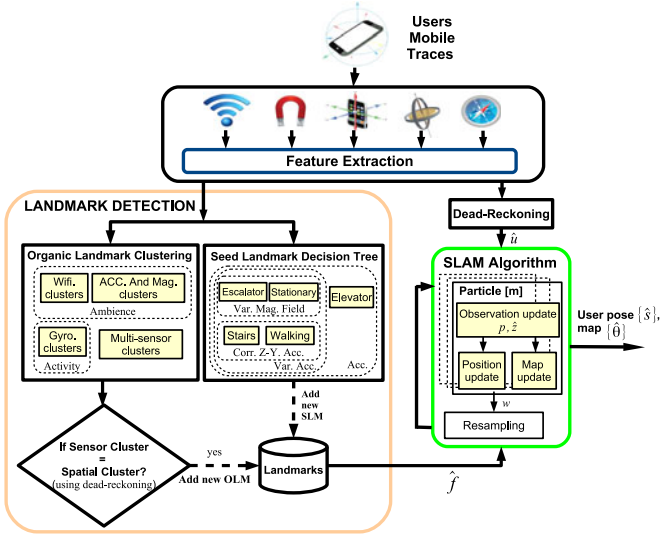 Users
Mobile
Traces
Feature Extraction
LANDMARK DETECTION
Dead-Reckoning
û
Organic Landmark Clustering
Wifi.
clusters
ACC. And Mag.
clusters
Ambience
Gyro.
clusters
Activity
Multi-sensor
clusters
Seed Landmark Decision Tree
Escalator
Stationary
Var. Mag. Field
Elevator
Stairs
Walking
Corr. Z-Y. Acc.
Var. Acc.
Acc.
SLAM Algorithm
Particle [m]
Observation update
p, ẑ
Position
update
Map
update
w
Resampling
User pose {ŝ},
map {θ̂}
Add
new
SLM
If Sensor Cluster
=
Spatial Cluster?
(using dead-reckoning)
yes
Add new OLM
Landmarks
f̂